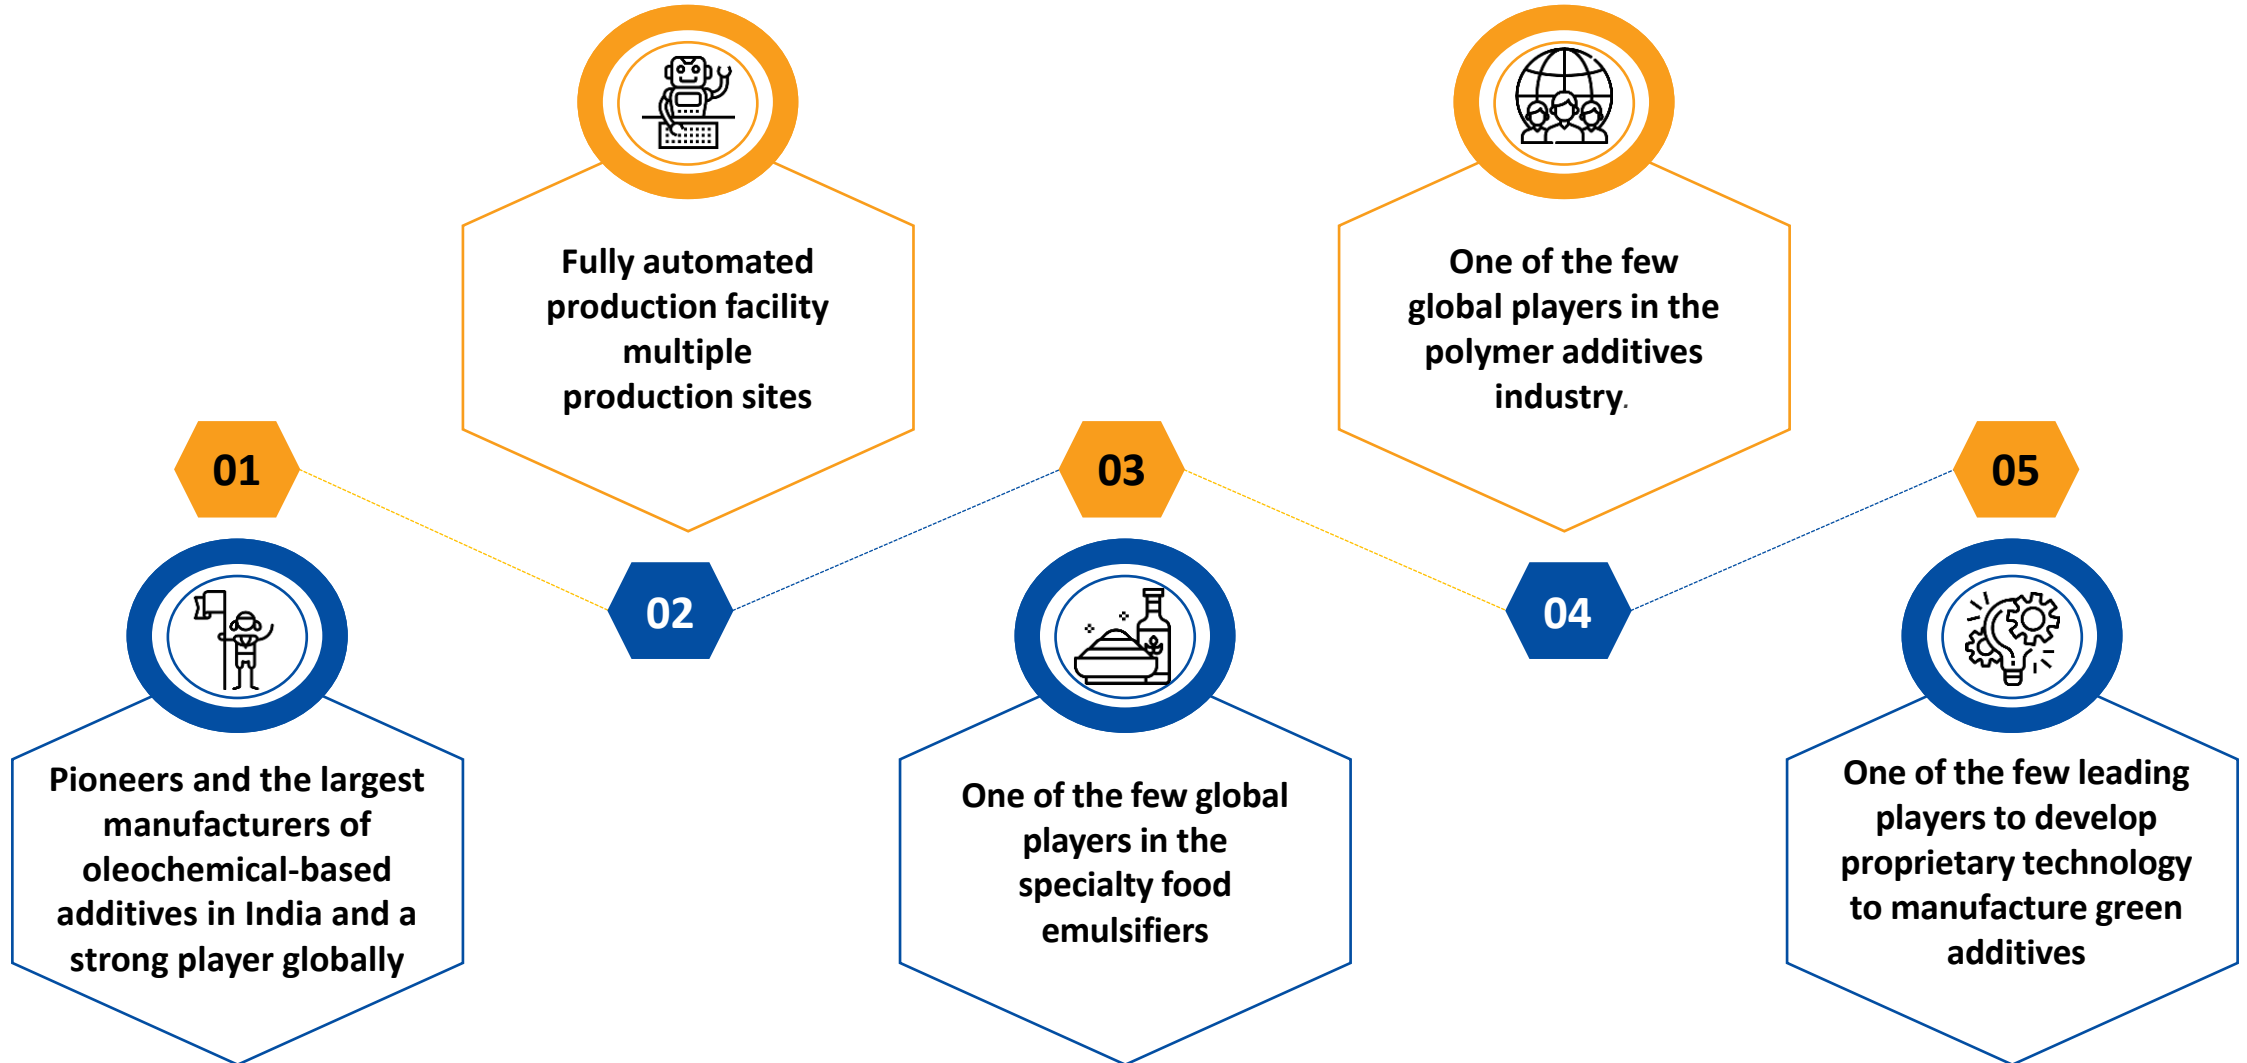 01
Pioneers and the largest
manufacturers of
oleochemical-based
additives in India and a
strong player globally
02
Fully automated
production facility
multiple
production sites
03
One of the few global
players in the
specialty food
emulsifiers
04
One of the few
global players in the
polymer additives
industry.
05
One of the few leading
players to develop
proprietary technology
to manufacture green
additives